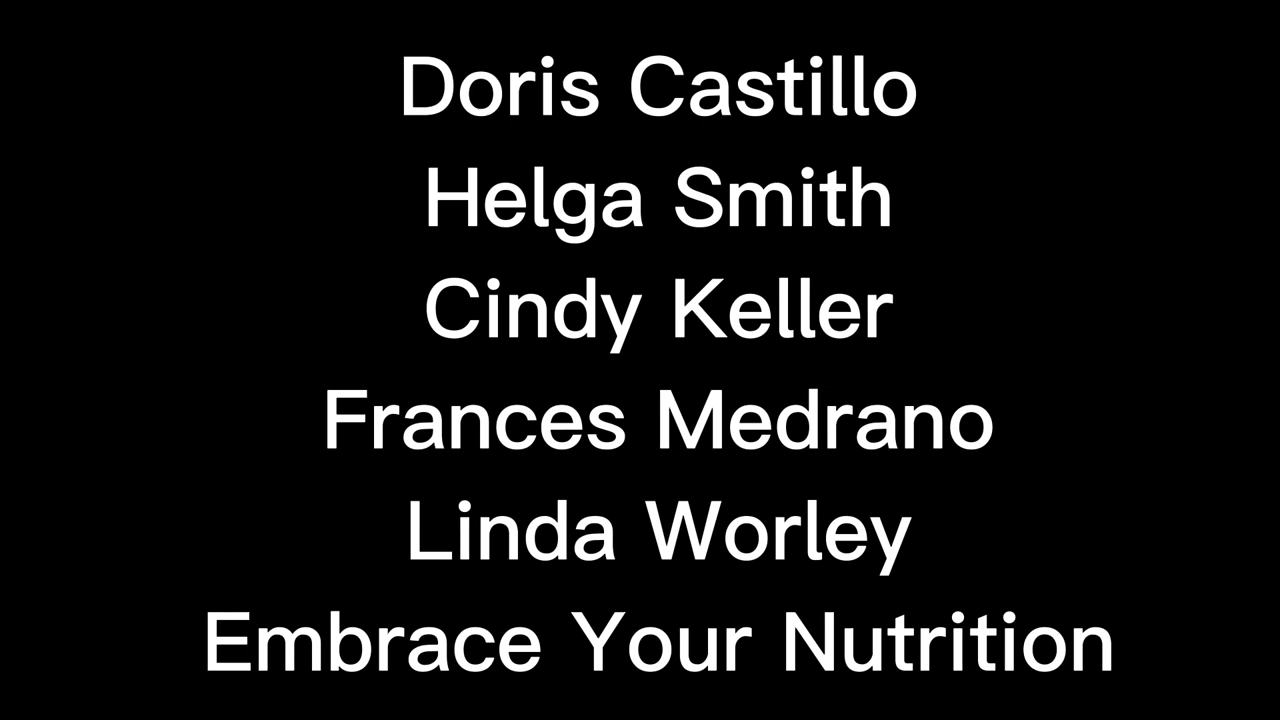 Doris Castillo
Helga Smith
Cindy Keller
Frances Medrano
Linda Worley
Embrace Your Nutrition